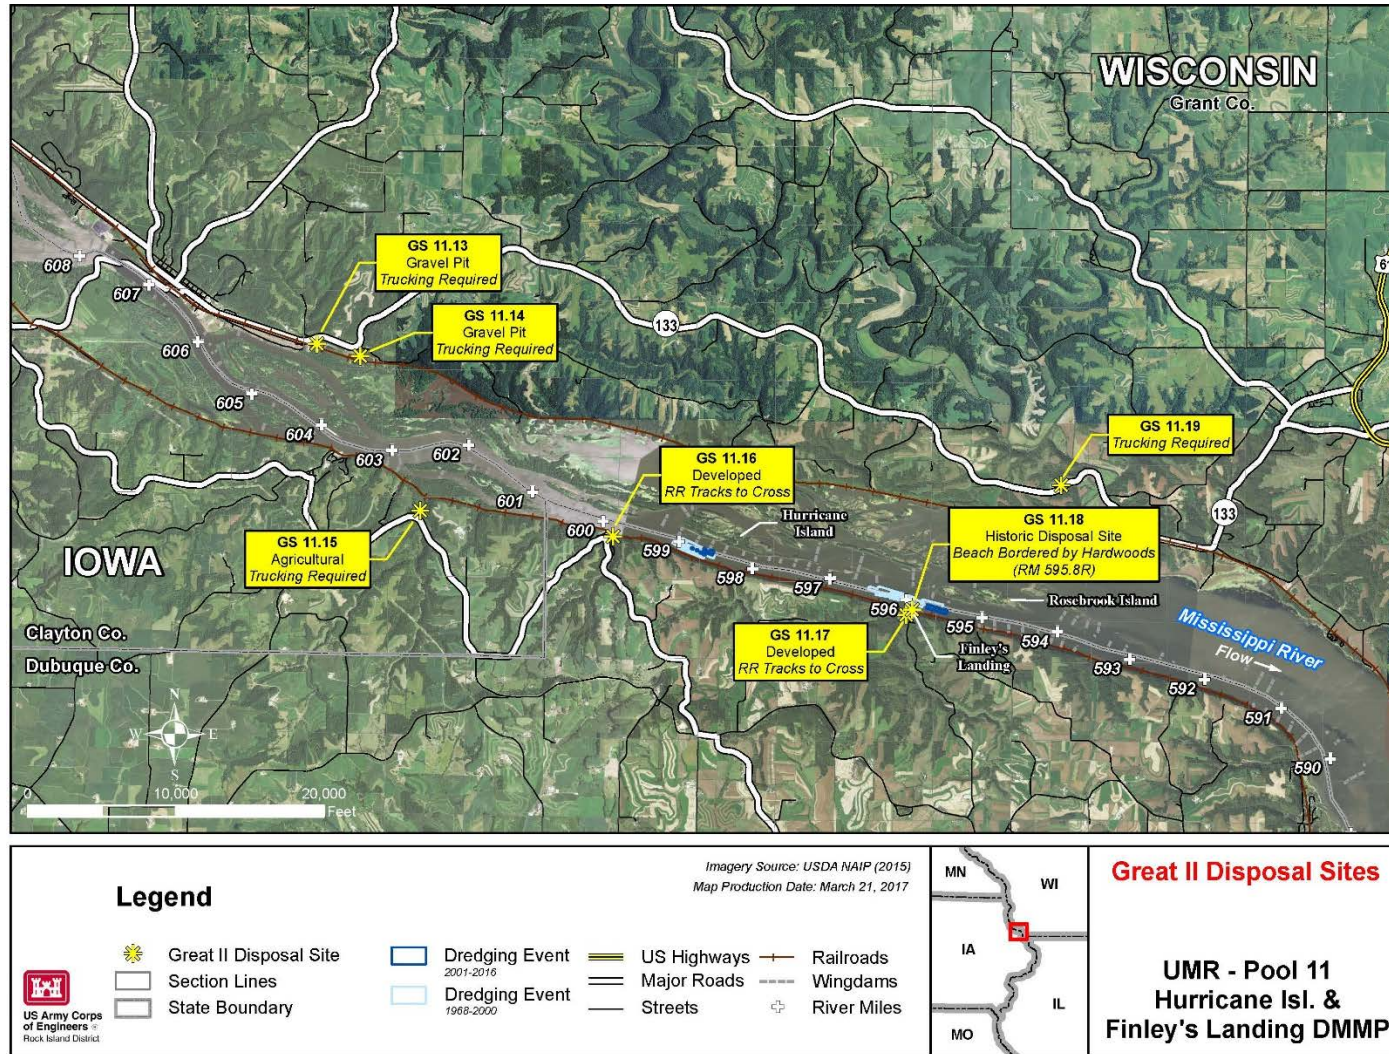 WISCONSIN
Grant Co.
61
GS 11.13
Gravel Pit
Trucking Required
608
607
GS 11.14
Gravel Pit
Trucking Required
133
606
605
604
603
602
601
GS 11.19
Trucking Required
GS 11.16
Developed
RR Tracks to Cross
Hurricane
Island
133
GS 11.15
Agricultural
Trucking Required
600
599
598
597
596
595
594
593
592
591
590
GS 11.18
Historic Disposal Site
Beach Bordered by Hardwoods
(RM 595.8R)
IOWA
Rosebrook Island
Clayton Co.
Dubuque Co.
GS 11.17
Developed
RR Tracks to Cross
Finley's
Landing
Mississippi River
Flow
N
W
E
S
0
10,000
20,000
Feet
Imagery Source: USDA NAIP (2015)
Map Production Date: March 21, 2017
Legend
Great II Disposal Site
Section Lines
State Boundary
Dredging Event
2001-2016
Dredging Event
1968-2000
US Highways
Major Roads
Streets
Railroads
Wingdams
River Miles
US Army Corps
of Engineers ®
Rock Island District
MN
WI
IA
IL
MO
Great II Disposal Sites
UMR - Pool 11
Hurricane Isl. &
Finley's Landing DMMP